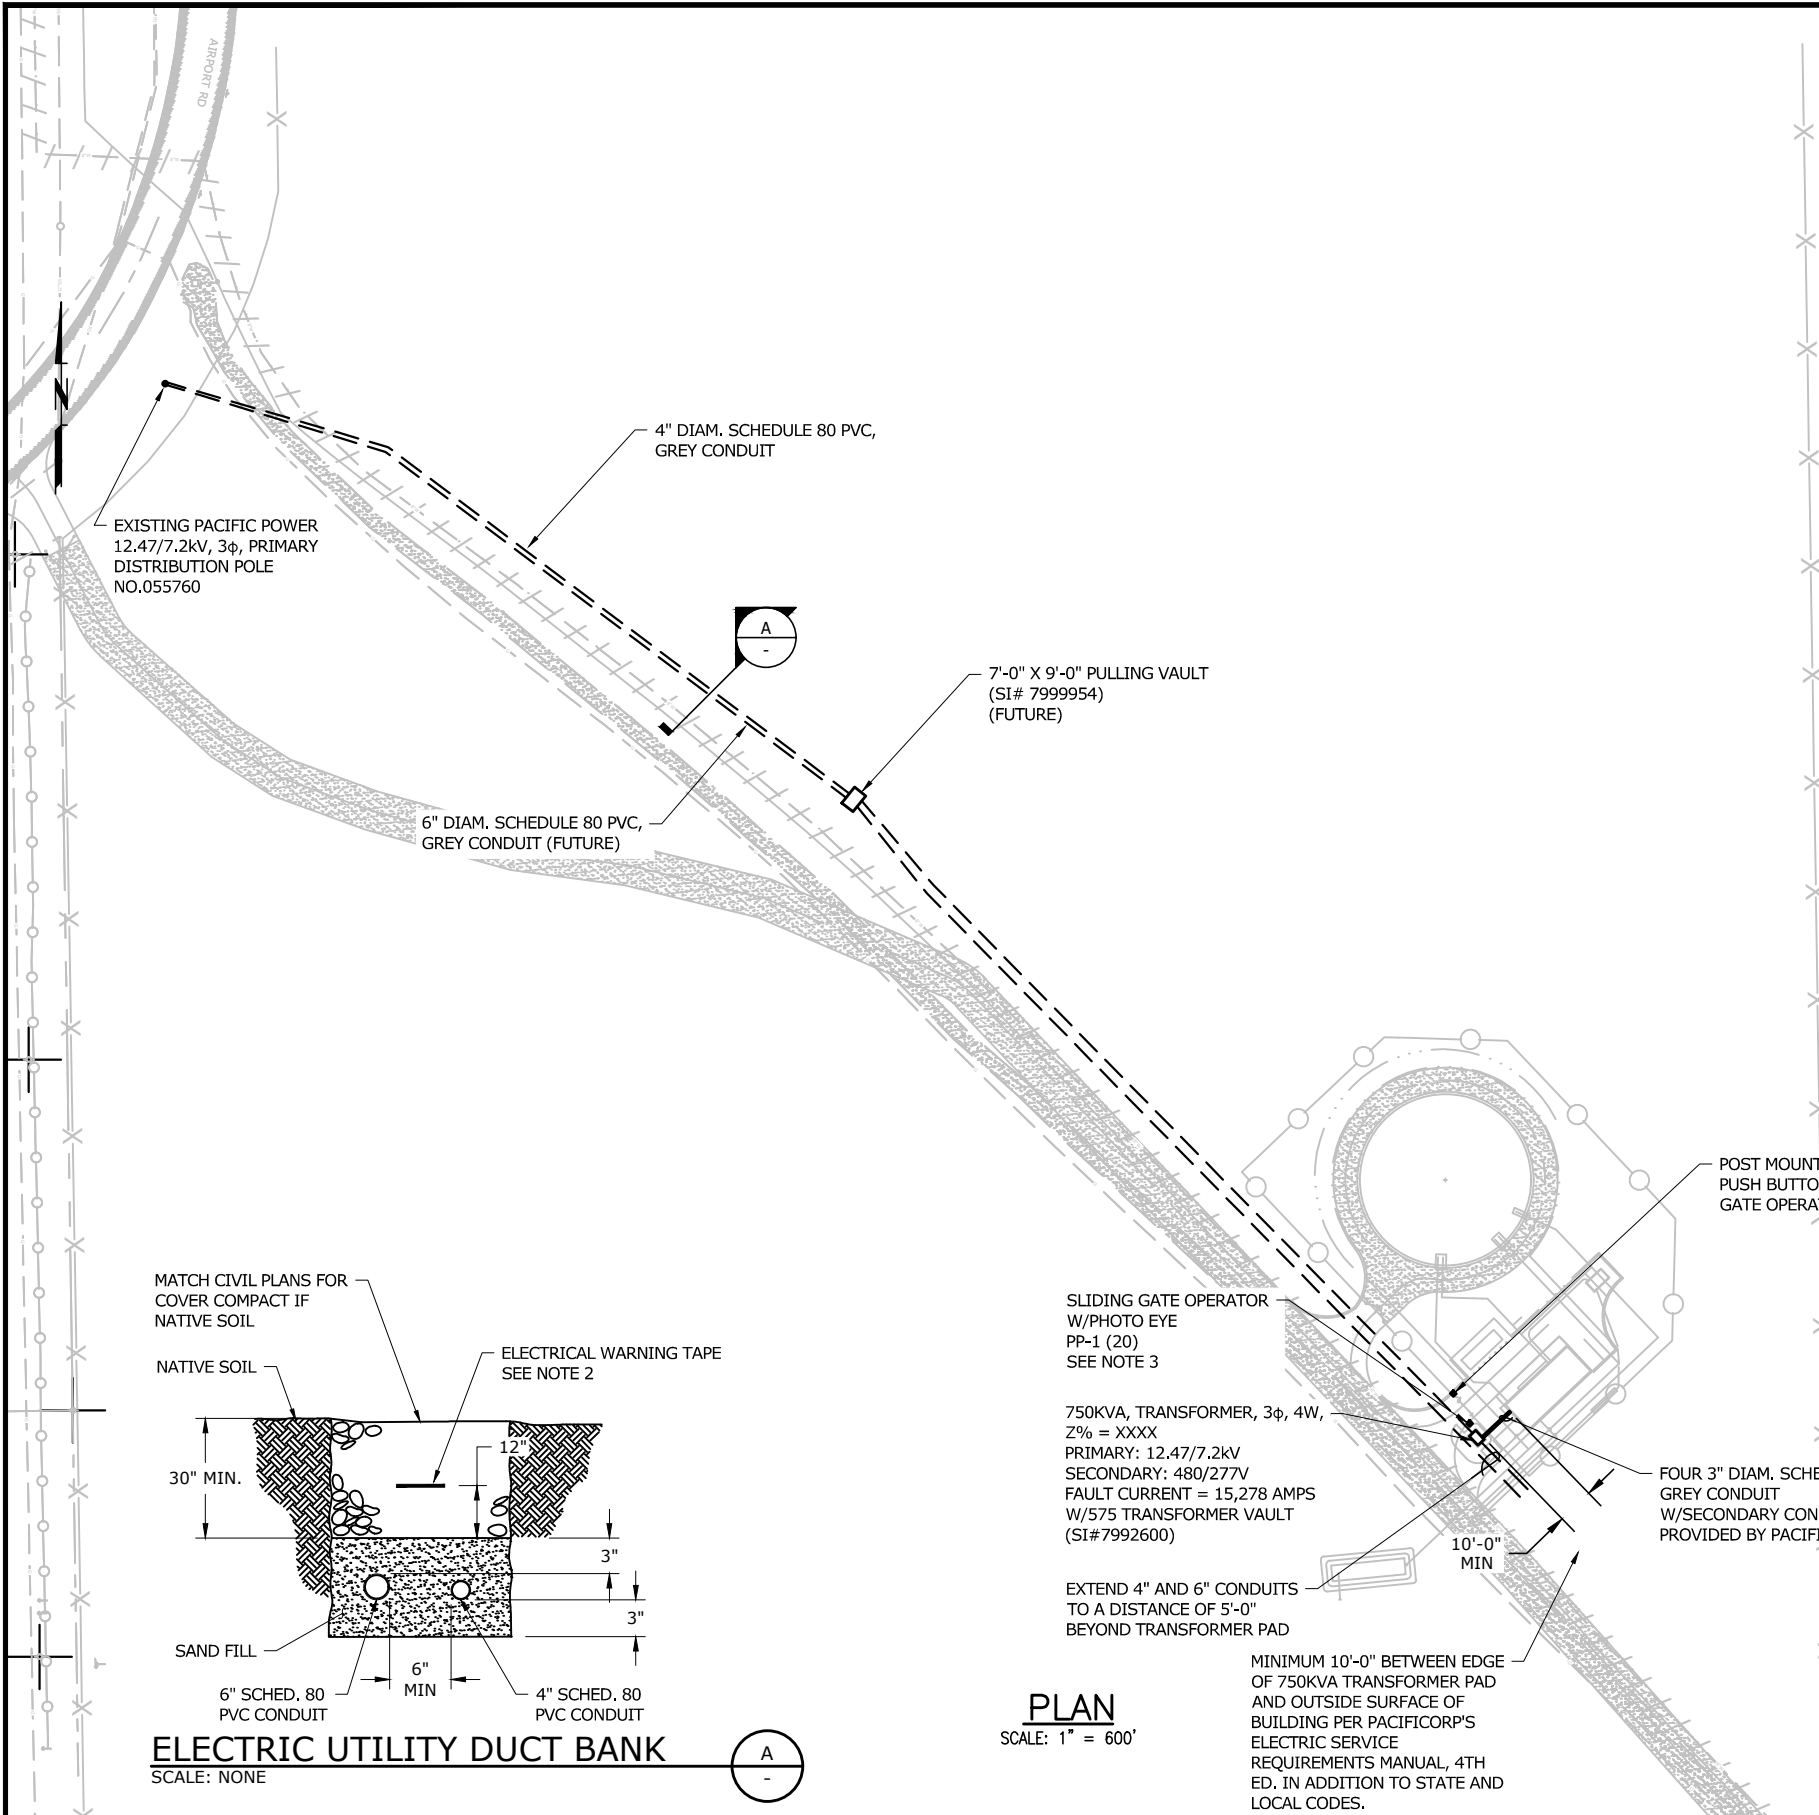 AIRPORT RD
N
4" DIAM. SCHEDULE 80 PVC,
GREY CONDUIT
EXISTING PACIFIC POWER
12.47/7.2kV, 3ϕ, PRIMARY
DISTRIBUTION POLE
NO.055760
A
-
7'-0" X 9'-0" PULLING VAULT
(SI# 7999954)
(FUTURE)
6" DIAM. SCHEDULE 80 PVC,
GREY CONDUIT (FUTURE)
POST MOUNT
PUSH BUTTO
GATE OPERA
SLIDING GATE OPERATOR
W/PHOTO EYE
PP-1 (20)
SEE NOTE 3
750KVA, TRANSFORMER, 3ϕ, 4W,
Z% = XXXX
PRIMARY: 12.47/7.2kV
SECONDARY: 480/277V
FAULT CURRENT = 15,278 AMPS
W/575 TRANSFORMER VAULT
(SI#7992600)
FOUR 3" DIAM. SCHE
GREY CONDUIT
W/SECONDARY CON
PROVIDED BY PACIF
10'-0"
MIN
EXTEND 4" AND 6" CONDUITS
TO A DISTANCE OF 5'-0"
BEYOND TRANSFORMER PAD
MINIMUM 10'-0" BETWEEN EDGE
OF 750KVA TRANSFORMER PAD
AND OUTSIDE SURFACE OF
BUILDING PER PACIFICORP'S
ELECTRIC SERVICE
REQUIREMENTS MANUAL, 4TH
ED. IN ADDITION TO STATE AND
LOCAL CODES.
PLAN
SCALE: 1" = 600'
MATCH CIVIL PLANS FOR
COVER COMPACT IF
NATIVE SOIL
NATIVE SOIL
ELECTRICAL WARNING TAPE
SEE NOTE 2
12"
30" MIN.
3"
3"
SAND FILL
6"
MIN
6" SCHED. 80
PVC CONDUIT
4" SCHED. 80
PVC CONDUIT
ELECTRIC UTILITY DUCT BANK
SCALE: NONE
A
-